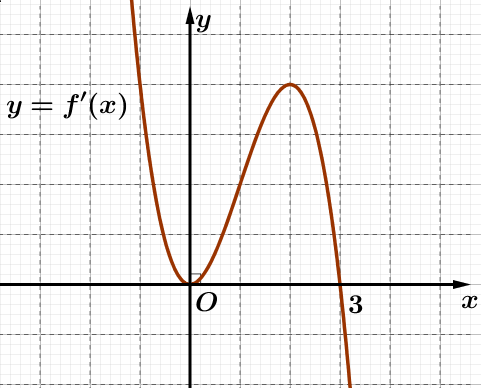 y
y = f'(x)
O
3
x